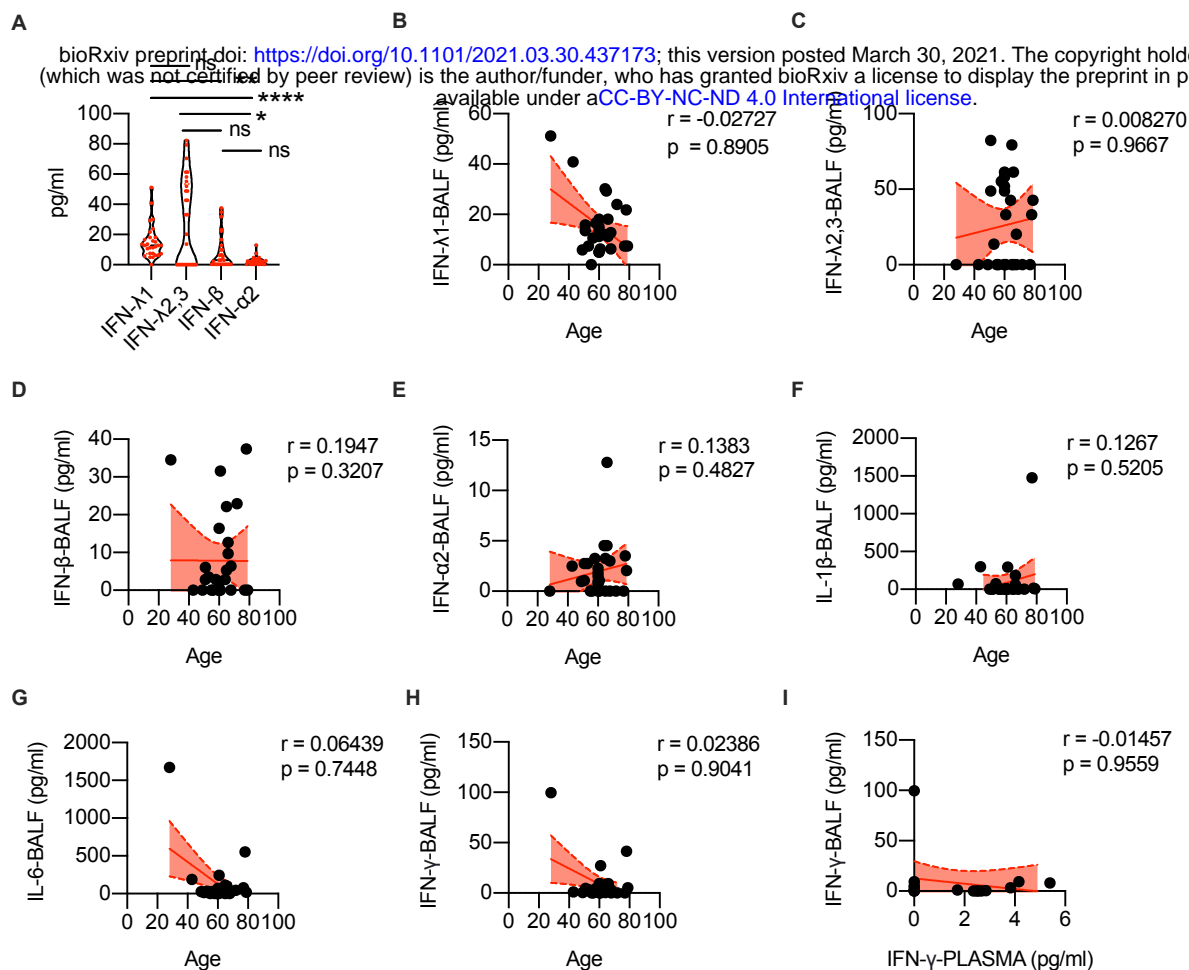 A
B
C
bioRxiv preprint doi: https://doi.org/10.1101/2021.03.30.437173; this version posted March 30, 2021. The copyright holde
(which was not certified by peer review) is the author/funder, who has granted bioRxiv a license to display the preprint in p
available under aCC-BY-NC-ND 4.0 International license.
ns
**
****
*
ns
ns
pg/ml
100
80
60
40
20
0
IFN-λ1
IFN-λ2,3
IFN-β
IFN-α2
IFN-λ1-BALF (pg/ml)
60
40
20
0
0 20 40 60 80 100
Age
r = -0.02727
p = 0.8905
IFN-λ2,3-BALF (pg/ml)
100
50
0
0 20 40 60 80 100
Age
r = 0.008270
p = 0.9667
D
IFN-β-BALF (pg/ml)
40
30
20
10
0
0 20 40 60 80 100
Age
r = 0.1947
p = 0.3207
E
IFN-α2-BALF (pg/ml)
15
10
5
0
0 20 40 60 80 100
Age
r = 0.1383
p = 0.4827
F
IL-1β-BALF (pg/ml)
2000
1500
1000
500
0
0 20 40 60 80 100
Age
r = 0.1267
p = 0.5205
G
IL-6-BALF (pg/ml)
2000
1500
1000
500
0
0 20 40 60 80 100
Age
r = 0.06439
p = 0.7448
H
IFN-γ-BALF (pg/ml)
150
100
50
0
0 20 40 60 80 100
Age
r = 0.02386
p = 0.9041
I
IFN-γ-BALF (pg/ml)
150
100
50
0
0 2 4 6
IFN-γ-PLASMA (pg/ml)
r = -0.01457
p = 0.9559